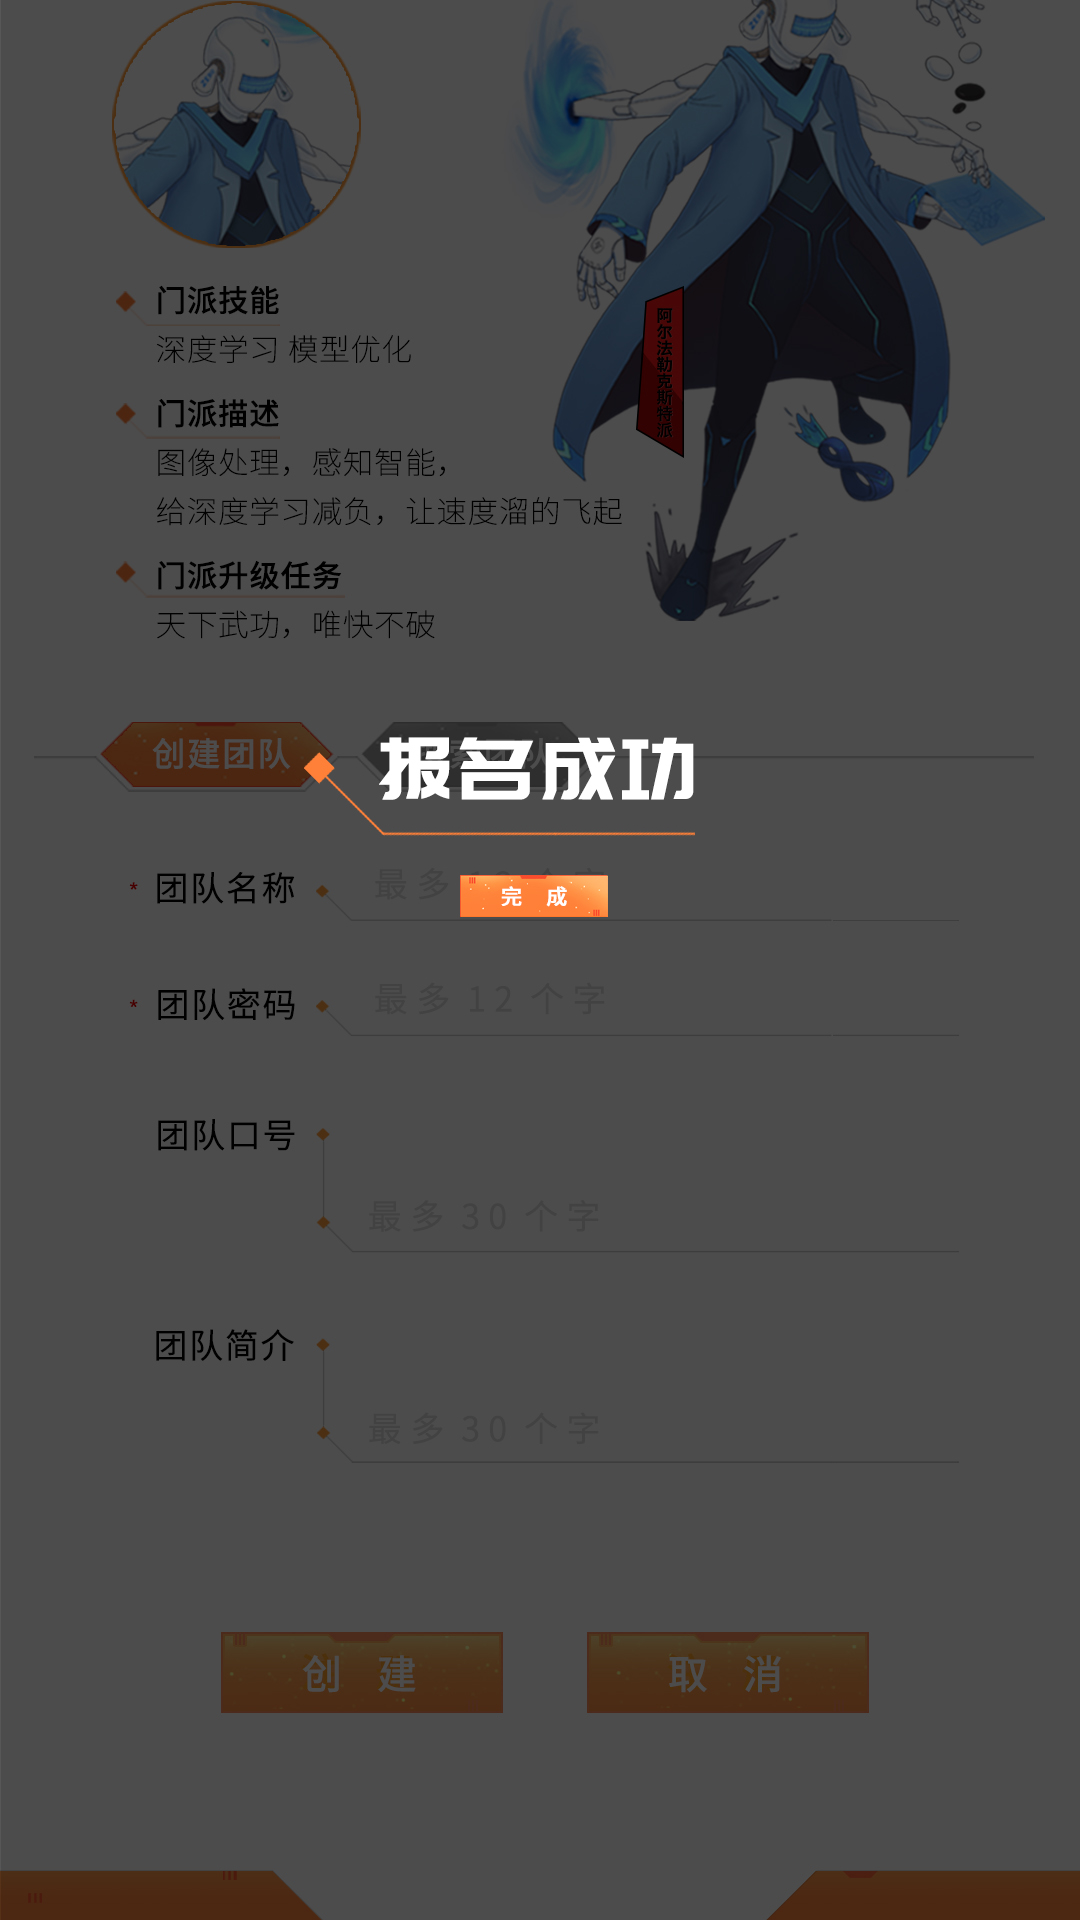 阿尔法勒克斯特派
门派技能
深度学习 模型优化
门派描述
图像处理，感知智能，
给深度学习减负，让速度溜的飞起
门派升级任务
天下武功，唯快不破
创建团队
队
报名成功
* 团队名称
最多
个字
完 成
* 团队密码
最多 12 个字
团队口号
最多 30 个字
团队简介
最多 30 个字
创 建
取 消